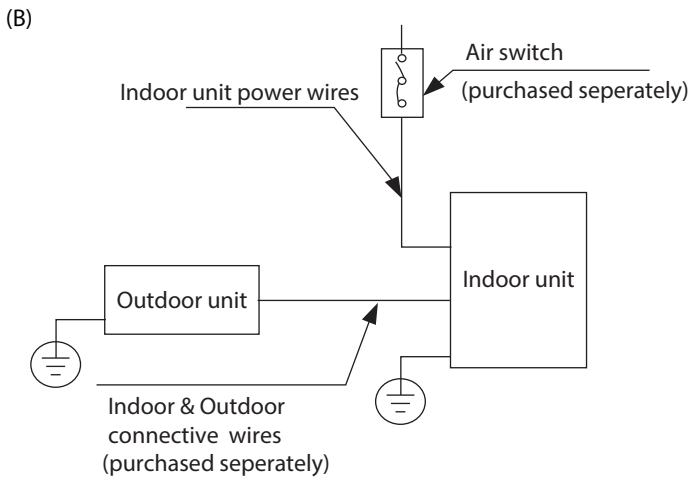 (B)
Air switch
(purchased seperately)
Indoor unit power wires
Indoor unit
Outdoor unit
Indoor & Outdoor
connective wires
(purchased seperately)